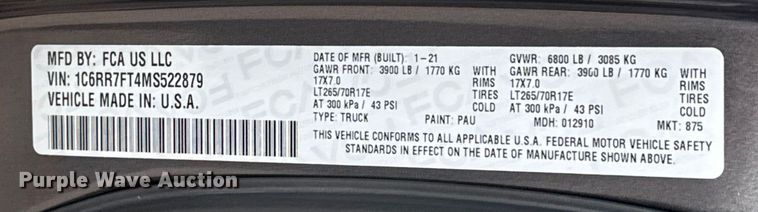 MFD BY: FCA US LLC
VIN: 1C6RR7FT4MS522879
VEHICLE MADE IN: U.S.A.
DATE OF MFR (BUILT): 1-21
GAWR FRONT: 3900 LB / 1770 KG WITH
17X7.0 RIMS
LT265/70R17E TIRES
AT 300 kPa / 43 PSI COLD
TYPE: TRUCK
GVWR: 6800 LB / 3085 KG
GAWR REAR: 3900 LB / 1770 KG WITH
17X7.0 RIMS
LT265/70R17E TIRES
AT 300 kPa / 43 PSI COLD
PAINT: PAU MDH: 012910 MKT: 875
THIS VEHICLE CONFORMS TO ALL APPLICABLE U.S.A. FEDERAL MOTOR VEHICLE SAFETY
STANDARDS IN EFFECT ON THE DATE OF MANUFACTURE SHOWN ABOVE.
Purple Wave Auction